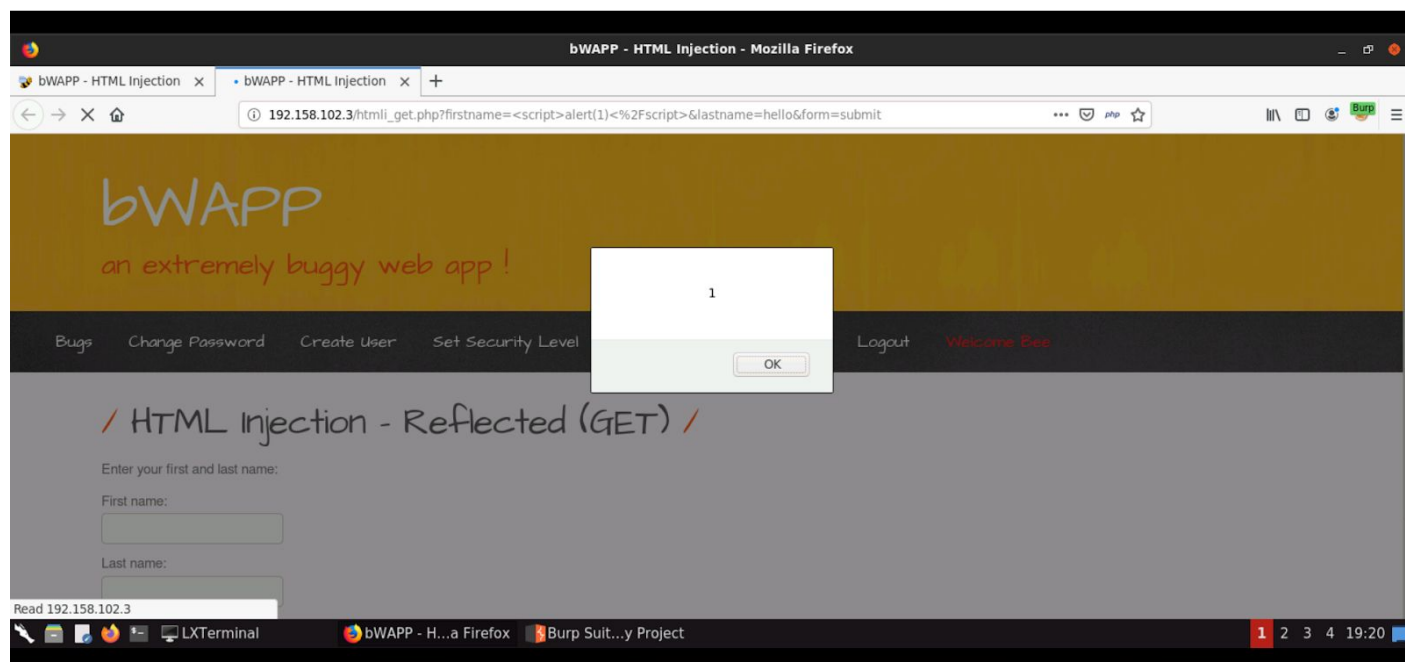 bWAPP - HTML Injection - Mozilla Firefox
bWAPP - HTML Injection
bWAPP - HTML Injection
192.158.102.3/htmli_get.php?firstname=<script>alert(1)<%2Fscript>&lastname=hello&form=submit
php
Burp
bWAPP
an extremely buggy web app !
1
OK
Bugs Change Password Create User Set Security Level Logout Welcome Bee
/ HTML Injection - Reflected (GET) /
Enter your first and last name:
First name:
Last name:
Read 192.158.102.3
LXTerminal bWAPP - H...a Firefox Burp Suit...y Project 1 2 3 4 19:20